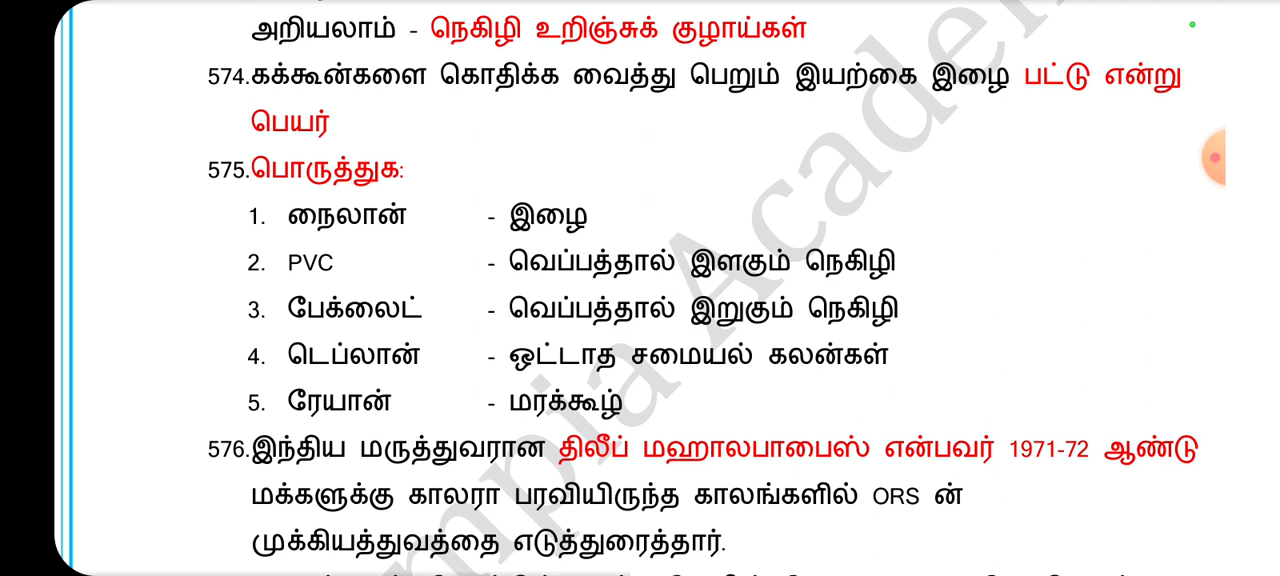 அறியலாம் - நெகிழி உறிஞ்சுக் குழாய்கள்
574.கக்கூன்களை கொதிக்க வைத்து பெறும் இயற்கை இழை பட்டு என்று
பெயர்
575.பொருத்துக:
1. நைலான் - இழை
2. PVC - வெப்பத்தால் இளகும் நெகிழி
3. பேக்லைட் - வெப்பத்தால் இறுகும் நெகிழி
4. டெப்லான் - ஒட்டாத சமையல் கலன்கள்
5. ரேயான் - மரக்கூழ்
576.இந்திய மருத்துவரான திலீப் மஹாலபாபைஸ் என்பவர் 1971-72 ஆண்டு
மக்களுக்கு காலரா பரவியிருந்த காலங்களில் ORS ன்
முக்கியத்துவத்தை எடுத்துரைத்தார்.